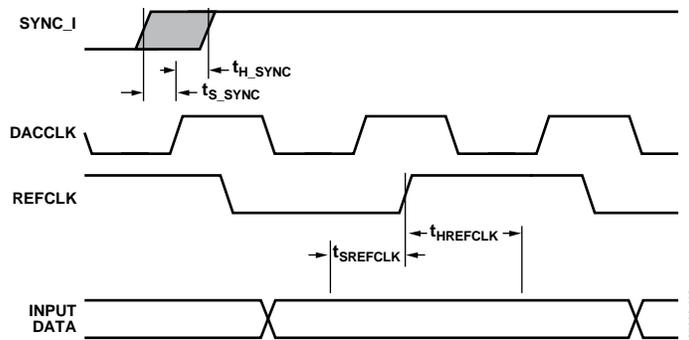 SYNC_I
tH_SYNC
tS_SYNC
DACCLK
REFCLK
tHREFCLK
tSREFCLK
INPUT
DATA